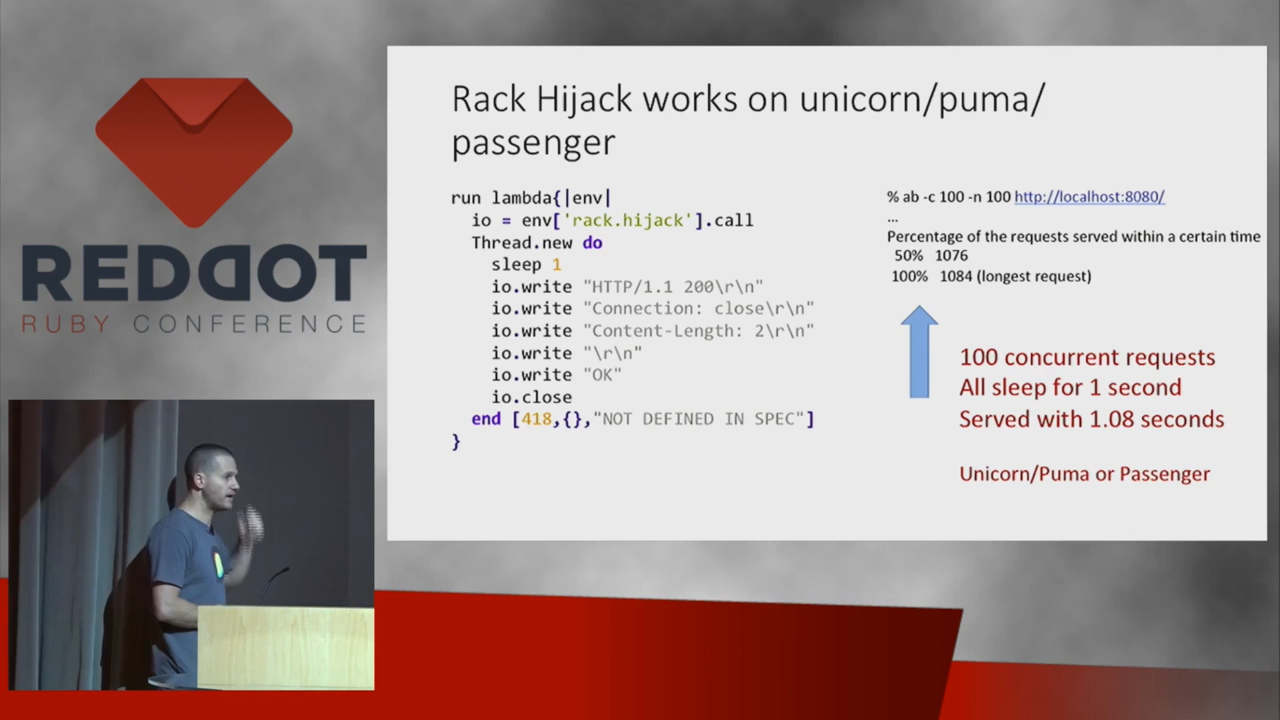 REDDOT
RUBY CONFERENCE
Rack Hijack works on unicorn/puma/
passenger
run lambda{|env|
  io = env['rack.hijack'].call
  Thread.new do
    sleep 1
    io.write "HTTP/1.1 200\r\n"
    io.write "Connection: close\r\n"
    io.write "Content-Length: 2\r\n"
    io.write "\r\n"
    io.write "OK"
    io.close
  end [418,{},"NOT DEFINED IN SPEC"]
}
% ab -c 100 -n 100 http://localhost:8080/
...
Percentage of the requests served within a certain time
50% 1076
100% 1084 (longest request)
100 concurrent requests
All sleep for 1 second
Served with 1.08 seconds
Unicorn/Puma or Passenger